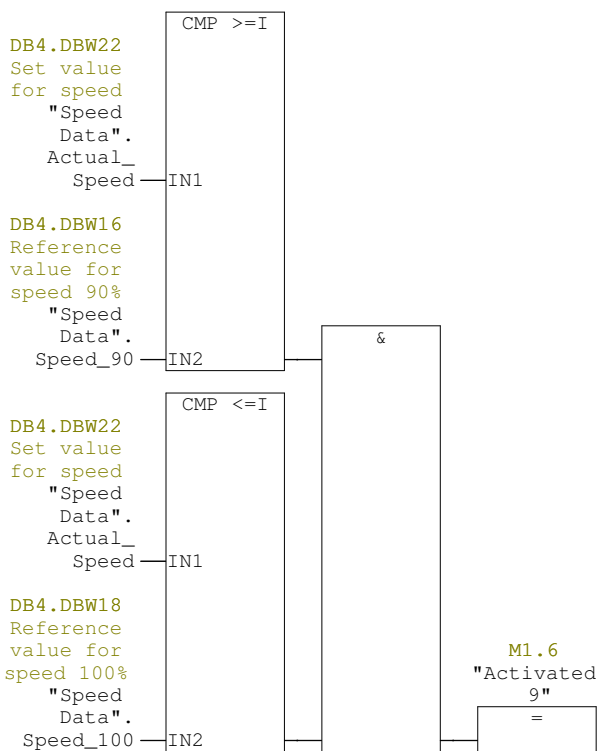 CMP >=I
DB4.DBW22
Set value
for speed
"Speed
Data".
Actual_
Speed
IN1
DB4.DBW16
Reference
value for
speed 90%
"Speed
Data".
Speed_90
IN2
&
CMP <=I
DB4.DBW22
Set value
for speed
"Speed
Data".
Actual_
Speed
IN1
DB4.DBW18
Reference
value for
speed 100%
"Speed
Data".
Speed_100
IN2
M1.6
"Activated
9"
=